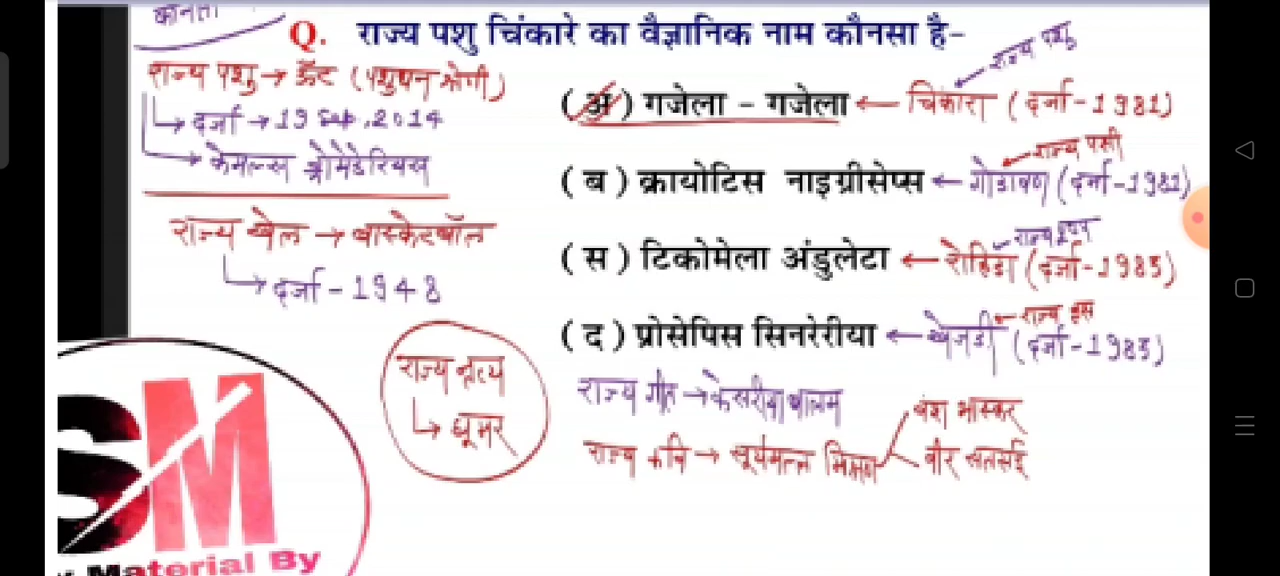 Q. राज्य पशु चिंकारे का वैज्ञानिक नाम कौनसा है-
राज्य पशु → ऊँट (पशुधन श्रेणी)
↳ दर्जा → 19 Sep, 2014
→ केमल्स ड्रोमेडेरियस
राज्य खेल → बास्केटबॉल
↳ दर्जा - 1948
राज्य पशु
(अ) गजेला - गजेला ← चिंकारा (दर्जा-1981)
राज्य पक्षी
(ब) क्रायोटिस नाइग्रीसेप्स ← गोडावण (दर्जा-1981)
राज्य पुष्प
(स) टिकोमेला अंडुलेटा ← रोहिडा (दर्जा-1983)
राज्य वृक्ष
(द) प्रोसेपिस सिनरेरीया ← खेजडी (दर्जा-1983)
राज्य नृत्य
↳ घूमर
राज्य गीत → केसरीया बालम
राज्य कवि → सूर्यमल्ल मिश्रण
वंश भास्कर
वीर सतसई
SM
Material By